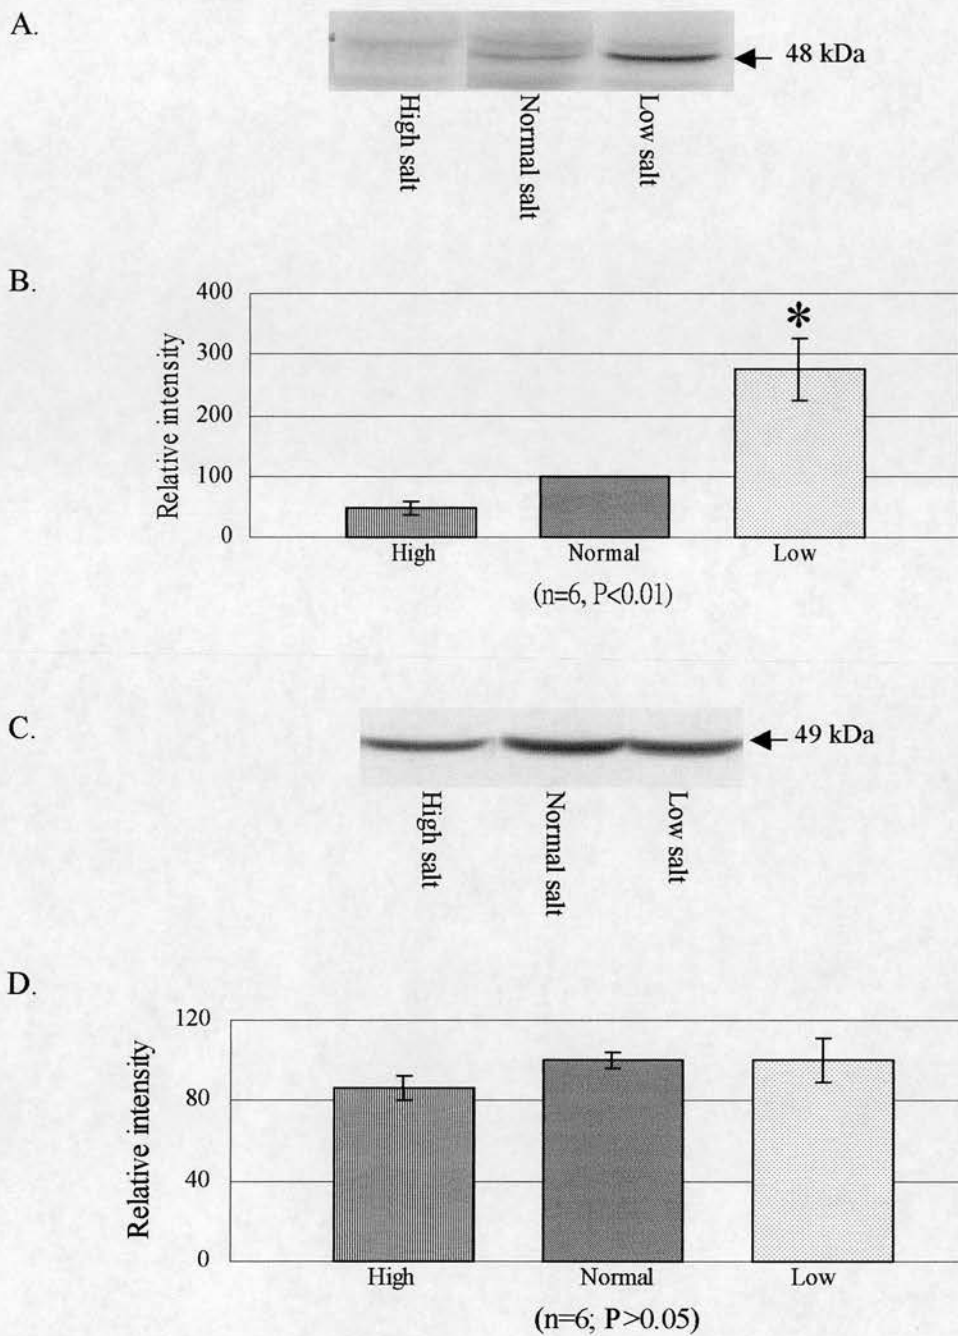 A.
48 kDa
High salt
Normal salt
Low salt
B.
400
300
200
100
0
Relative intensity
*
High
Normal
Low
(n=6, P<0.01)
C.
49 kDa
High salt
Normal salt
Low salt
D.
120
80
40
0
Relative intensity
High
Normal
Low
(n=6; P>0.05)